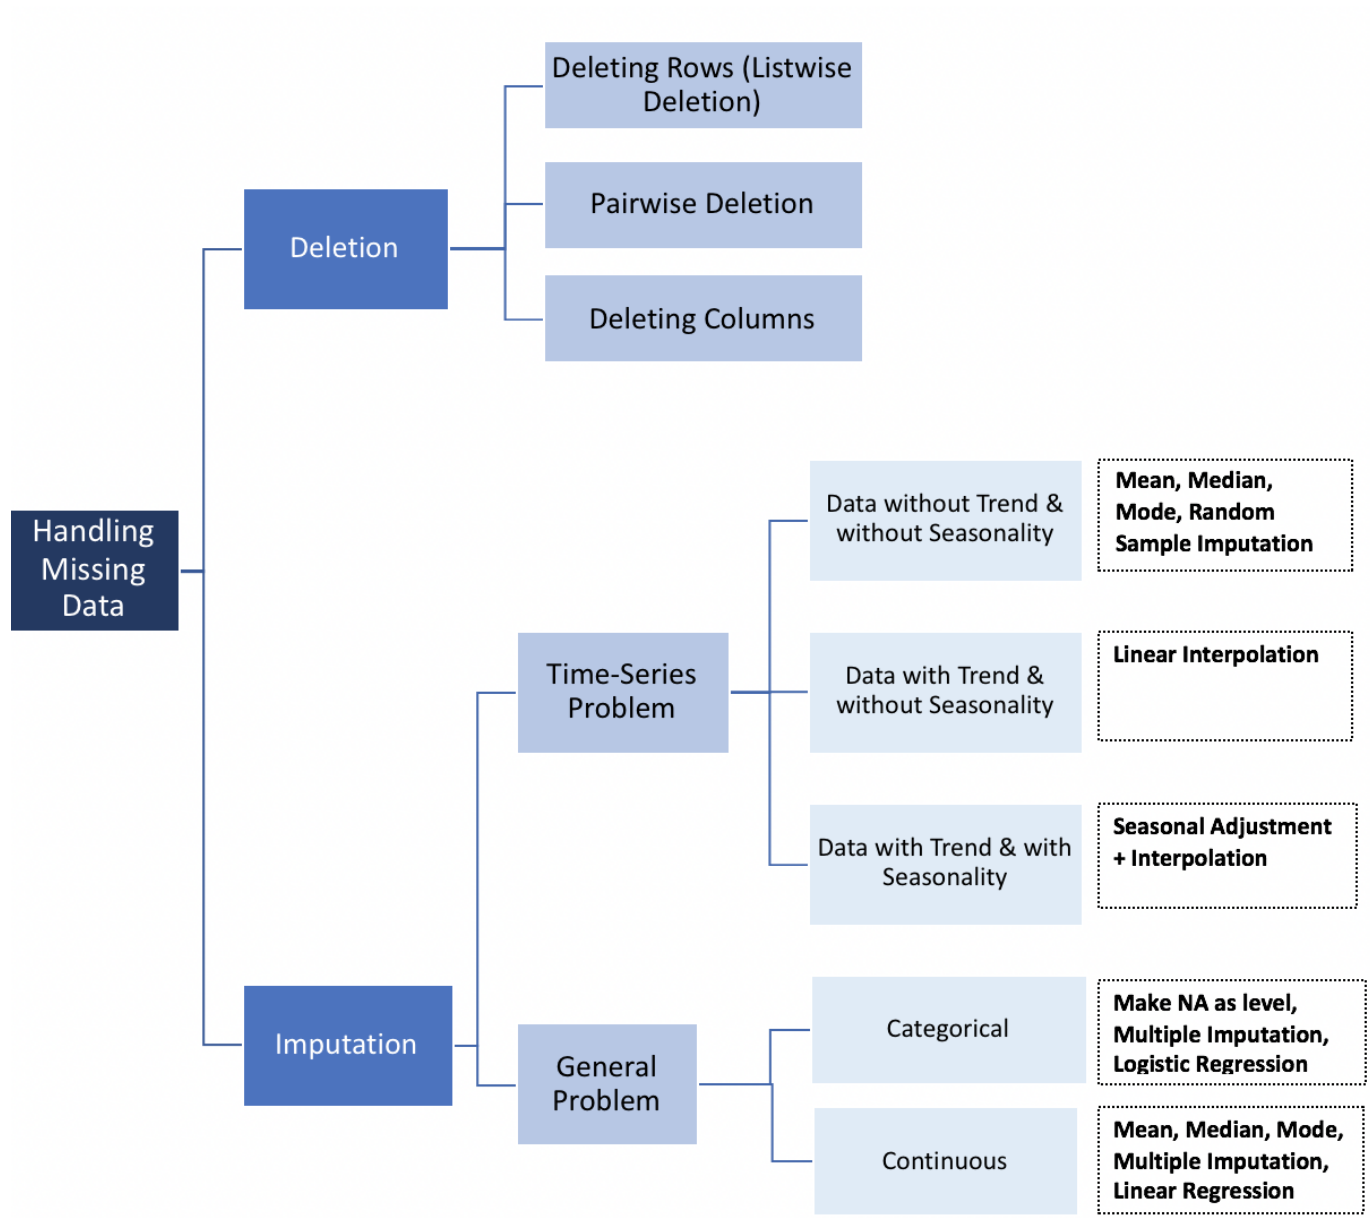 Deleting Rows (Listwise
Deletion)
Pairwise Deletion
Deletion
Deleting Columns
Handling
Missing
Data
Data without Trend &
without Seasonality
Mean, Median,
Mode, Random
Sample Imputation
Time-Series
Problem
Data with Trend &
without Seasonality
Linear Interpolation
Data with Trend & with
Seasonality
Seasonal Adjustment
+ Interpolation
Imputation
General
Problem
Categorical
Make NA as level,
Multiple Imputation,
Logistic Regression
Continuous
Mean, Median, Mode,
Multiple Imputation,
Linear Regression